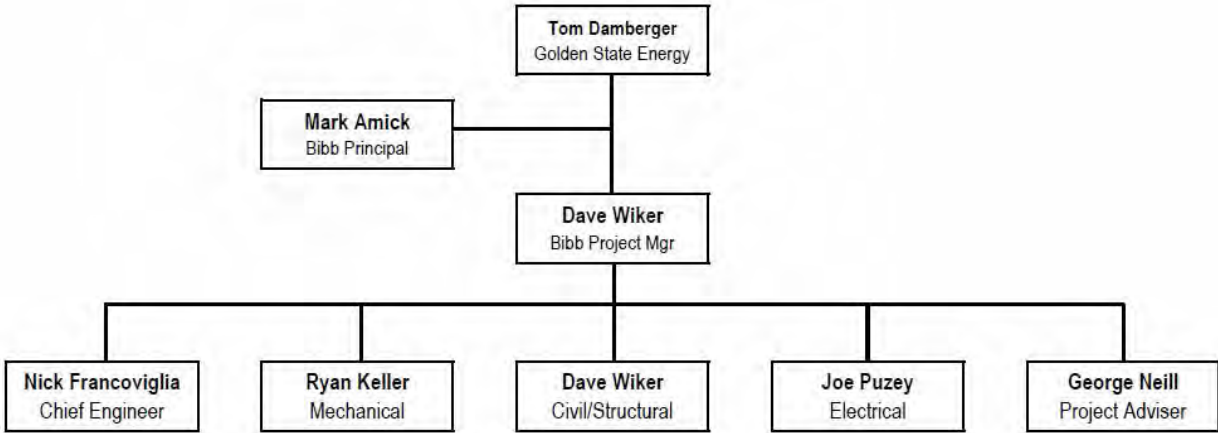 Tom Damberger
Golden State Energy
Mark Amick
Bibb Principal
Dave Wiker
Bibb Project Mgr
Nick Francoviglia
Chief Engineer
Ryan Keller
Mechanical
Dave Wiker
Civil/Structural
Joe Puzey
Electrical
George Neill
Project Adviser